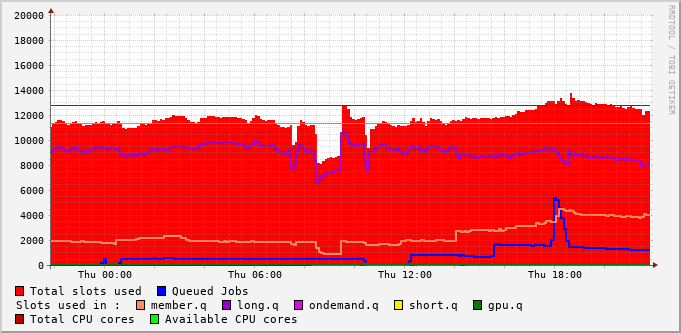 20000
18000
16000
14000
12000
10000
8000
6000
4000
2000
0
Thu 00:00 Thu 06:00 Thu 12:00 Thu 18:00
RRDTOOL / TOBI OETIKER
Total slots used Queued Jobs
Slots used in : member.q long.q ondemand.q short.q gpu.q
Total CPU cores Available CPU cores